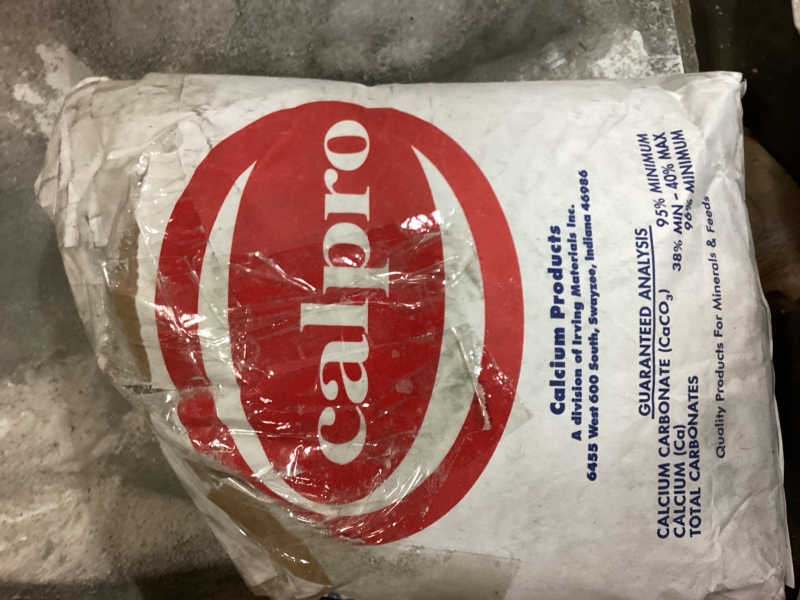 calpro
Calcium Products
A division of Irving Materials Inc.
6455 West 600 South, Swayzee, Indiana 46986
GUARANTEED ANALYSIS
CALCIUM CARBONATE (CaCO₃) 95% MINIMUM
CALCIUM (Ca) 38% MIN - 40% MAX
TOTAL CARBONATES 96% MINIMUM
Quality Products For Minerals & Feeds